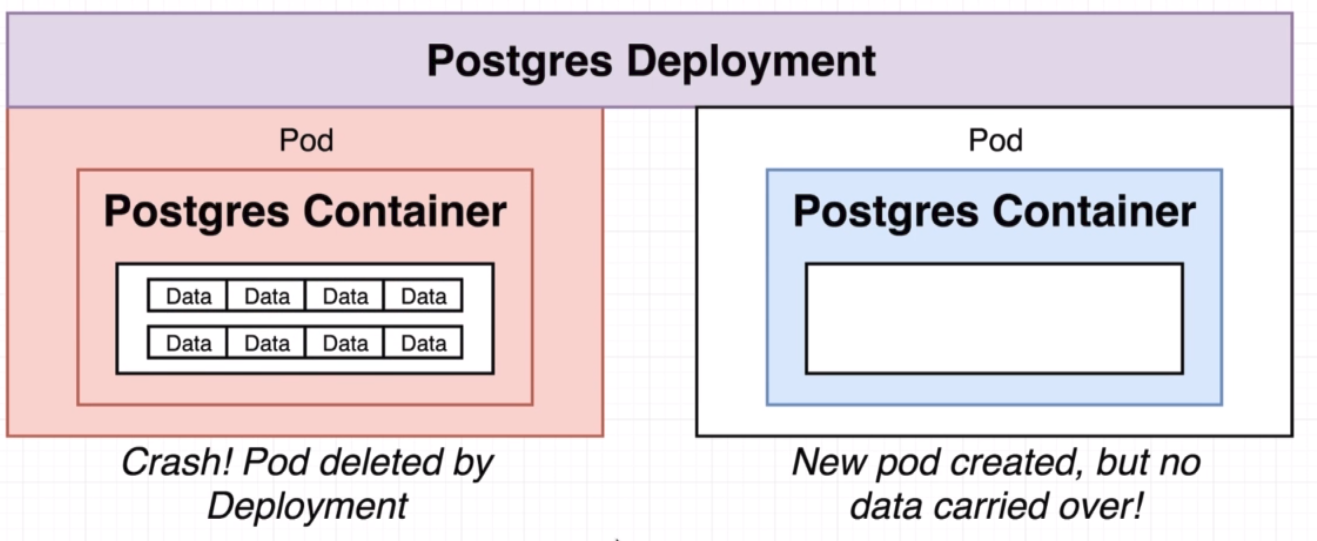 Postgres Deployment
Pod
Postgres Container
Data Data Data Data
Data Data Data Data
Crash! Pod deleted by
Deployment
Pod
Postgres Container
New pod created, but no
data carried over!